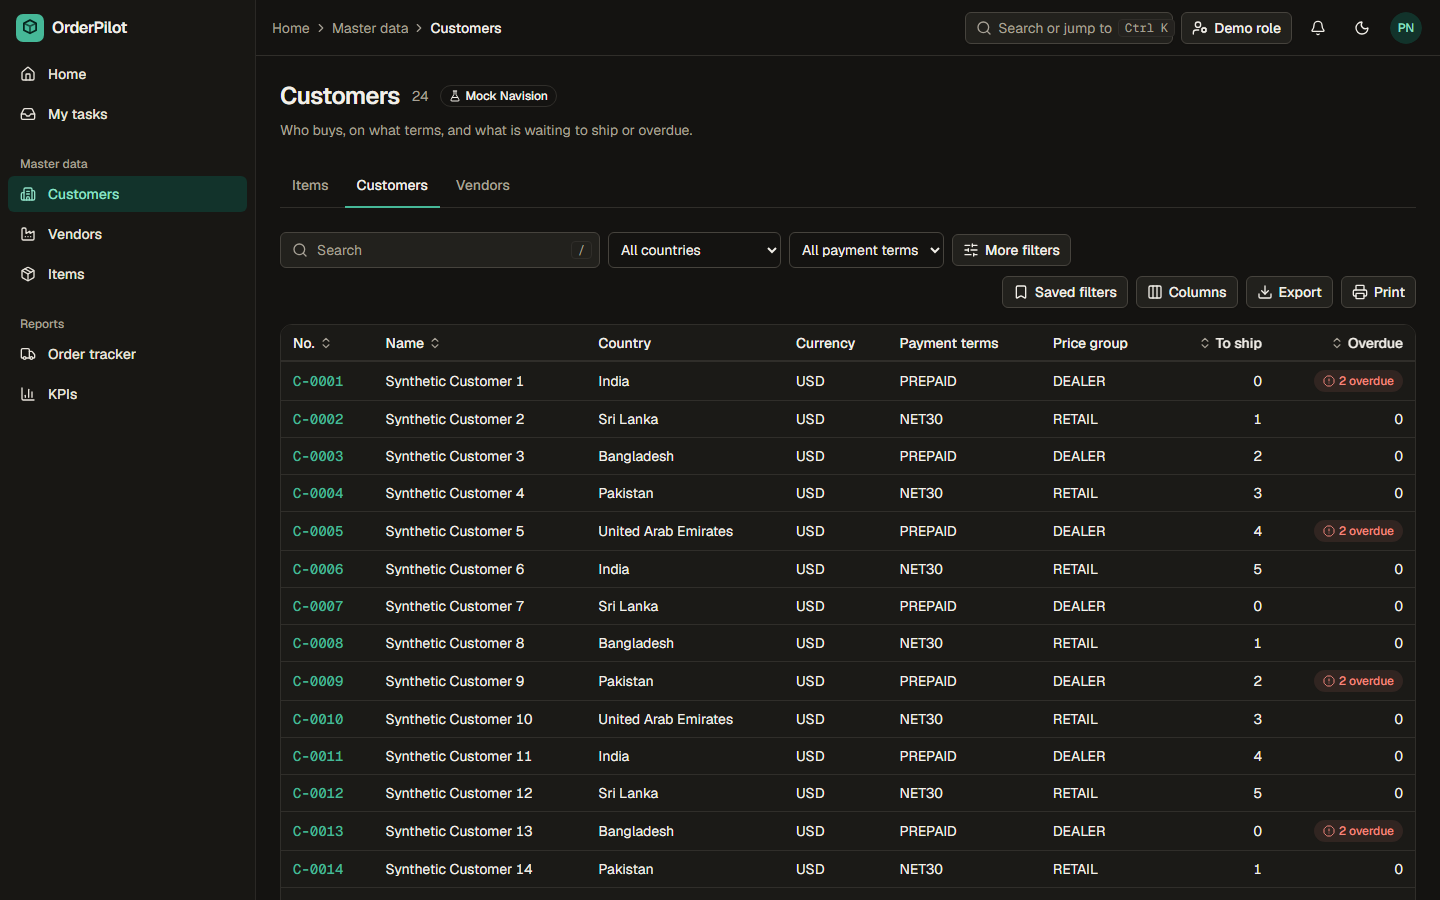 OrderPilot
Home
My tasks
Master data
Customers
Vendors
Items
Reports
Order tracker
KPIs
Home > Master data > Customers
Search or jump to Ctrl K
Demo role
PN
Customers 24 Mock Navision
Who buys, on what terms, and what is waiting to ship or overdue.
Items Customers Vendors
Search /
All countries
All payment terms
More filters
Saved filters
Columns
Export
Print
No. Name Country Currency Payment terms Price group To ship Overdue
C-0001 Synthetic Customer 1 India USD PREPAID DEALER 0 2 overdue
C-0002 Synthetic Customer 2 Sri Lanka USD NET30 RETAIL 1 0
C-0003 Synthetic Customer 3 Bangladesh USD PREPAID DEALER 2 0
C-0004 Synthetic Customer 4 Pakistan USD NET30 RETAIL 3 0
C-0005 Synthetic Customer 5 United Arab Emirates USD PREPAID DEALER 4 2 overdue
C-0006 Synthetic Customer 6 India USD NET30 RETAIL 5 0
C-0007 Synthetic Customer 7 Sri Lanka USD PREPAID DEALER 0 0
C-0008 Synthetic Customer 8 Bangladesh USD NET30 RETAIL 1 0
C-0009 Synthetic Customer 9 Pakistan USD PREPAID DEALER 2 2 overdue
C-0010 Synthetic Customer 10 United Arab Emirates USD NET30 RETAIL 3 0
C-0011 Synthetic Customer 11 India USD PREPAID DEALER 4 0
C-0012 Synthetic Customer 12 Sri Lanka USD NET30 RETAIL 5 0
C-0013 Synthetic Customer 13 Bangladesh USD PREPAID DEALER 0 2 overdue
C-0014 Synthetic Customer 14 Pakistan USD NET30 RETAIL 1 0